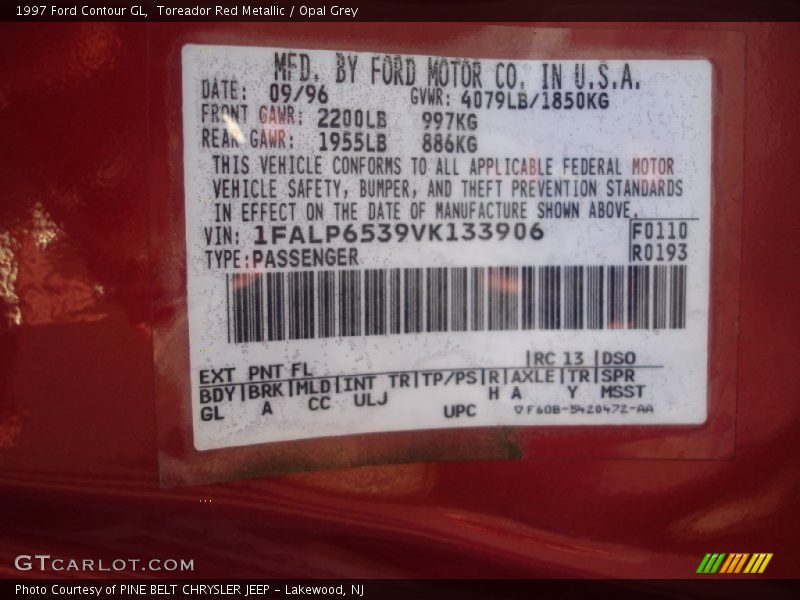 1997 Ford Contour GL,  Toreador Red Metallic / Opal Grey
MFD. BY FORD MOTOR CO. IN U.S.A.
DATE: 09/96 GVWR: 4079LB/1850KG
FRONT GAWR: 2200LB 997KG
REAR GAWR: 1955LB 886KG
THIS VEHICLE CONFORMS TO ALL APPLICABLE FEDERAL MOTOR
VEHICLE SAFETY, BUMPER, AND THEFT PREVENTION STANDARDS
IN EFFECT ON THE DATE OF MANUFACTURE SHOWN ABOVE.
VIN: 1FALP6539VK133906 F0110
TYPE: PASSENGER R0193
EXT PNT FL RC 13 DSO
BDY BRK MLD INT TR TP/PS R AXLE TR SPR
GL A CC ULJ H A Y MSST
UPC ▽F60B-5420472-AA
GTCARLOT.COM
Photo Courtesy of PINE BELT CHRYSLER JEEP - Lakewood, NJ